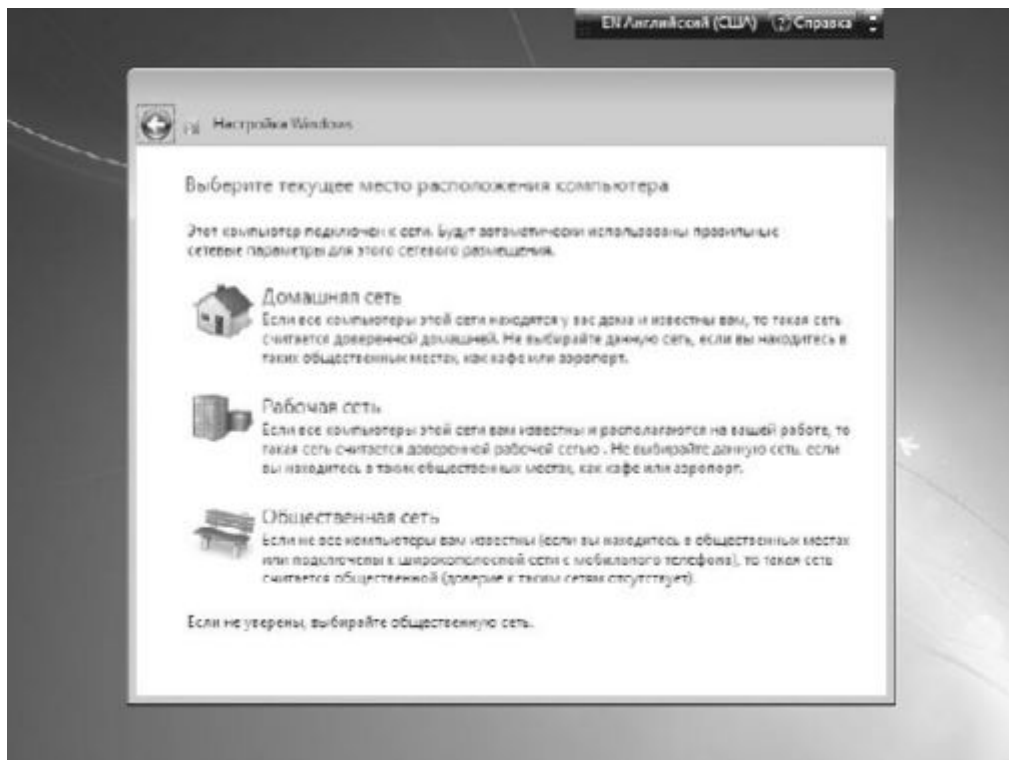 EN Английский (США) Справка
Настройка Windows
Выберите текущее место расположения компьютера
Этот компьютер подключен к сети. Будут автоматически использованы правильные
сетевые параметры для этого сетевого размещения.
Домашняя сеть
Если все компьютеры этой сети находятся у вас дома и известны вам, то такая сеть
считается доверенной домашней. Не выбирайте данную сеть, если вы находитесь в
таких общественных местах, как кафе или аэропорт.
Рабочая сеть
Если все компьютеры этой сети вам известны и располагаются на вашей работе, то
такая сеть считается доверенной рабочей сетью . Не выбирайте данную сеть, если
вы находитесь в таких общественных местах, как кафе или аэропорт.
Общественная сеть
Если не все компьютеры вам известны (если вы находитесь в общественных местах
или подключены к широкополосной сети с мобильного телефона), то такая сеть
считается общественной (доверие к таким сетям отсутствует).
Если не уверены, выбирайте общественную сеть.